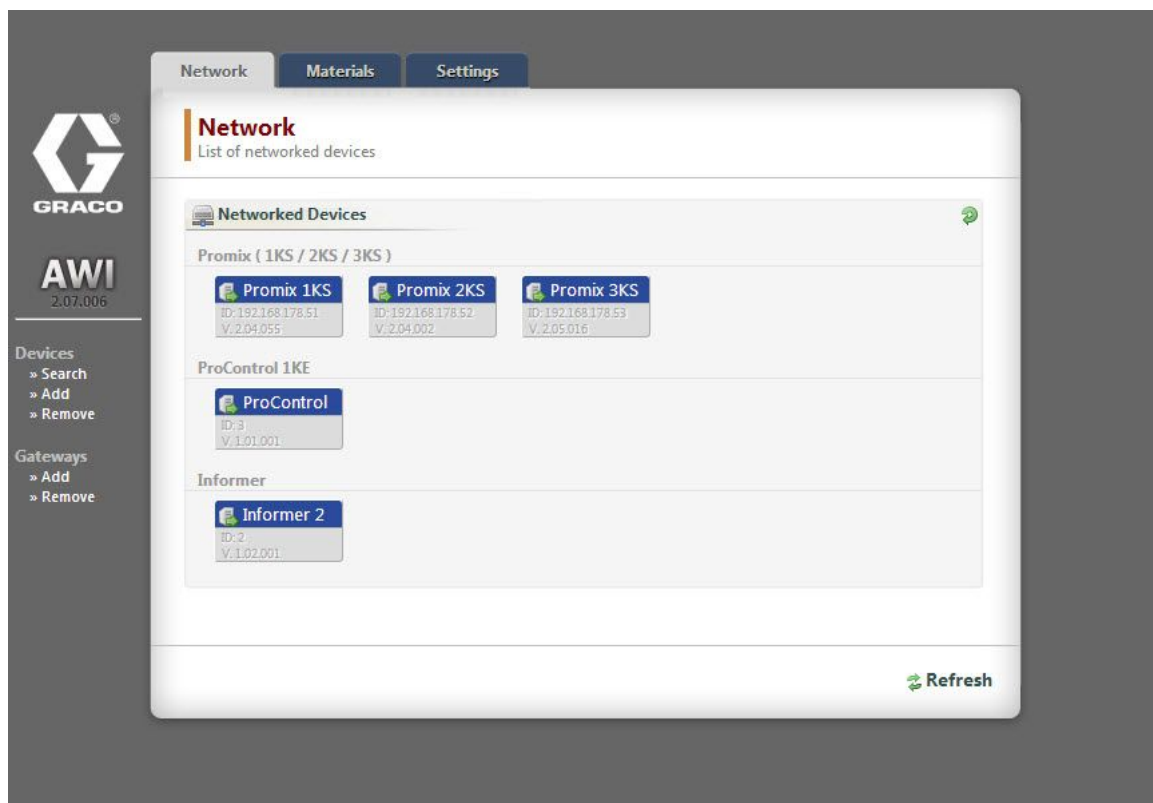 Network Materials Settings
®
GRACO
AWI
2.07.006
Devices
» Search
» Add
» Remove
Gateways
» Add
» Remove
Network
List of networked devices
Networked Devices
Promix ( 1KS / 2KS / 3KS )
Promix 1KS Promix 2KS Promix 3KS
ID: 192.168.178.51 ID: 192.168.178.52 ID: 192.168.178.53
V. 2.04.055 V. 2.04.002 V. 2.05.016
ProControl 1KE
ProControl
ID: 3
V. 1.01.001
Informer
Informer 2
ID: 2
V. 1.02.001
Refresh